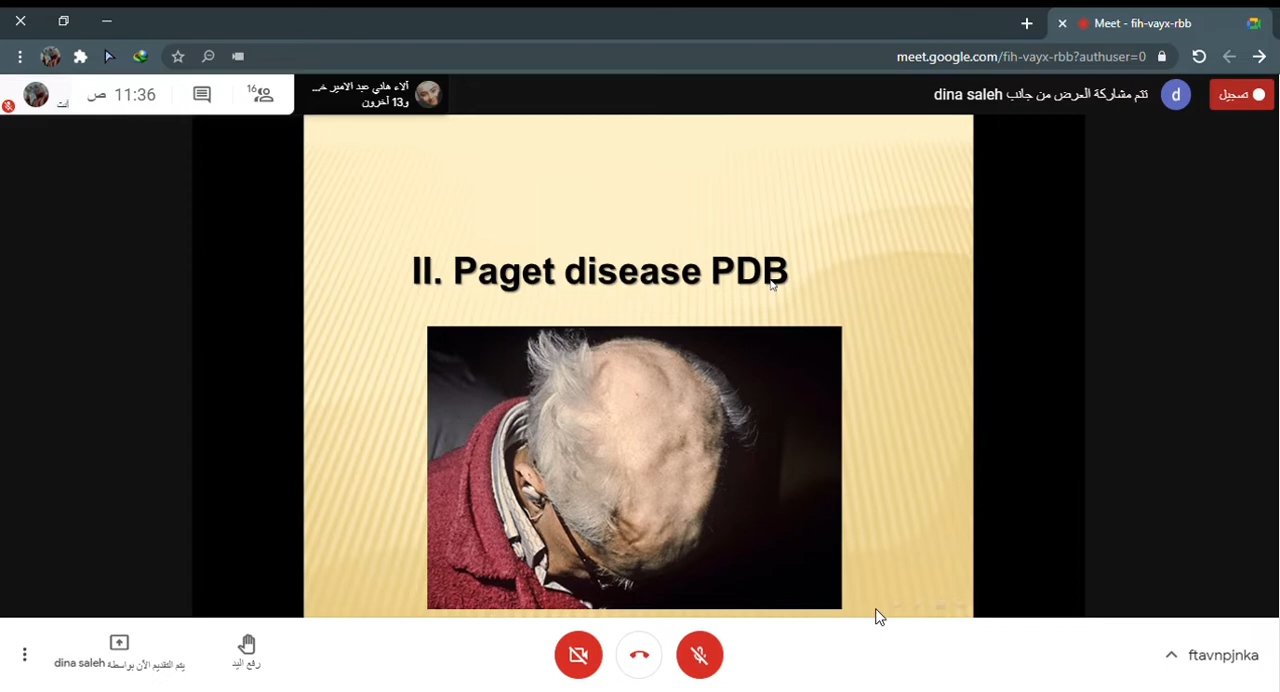 Meet - fih-vayx-rbb
meet.google.com/fih-vayx-rbb?authuser=0
تسجيل
d
تتم مشاركة العرض من جانب dina saleh
آلاء هاني عبد الامير خـ...
و13 آخرون
16
11:36 ص
أنت
II. Paget disease PDB
dina saleh يتم التقديم الآن بواسطة
رفع اليد
ftavnpjnka